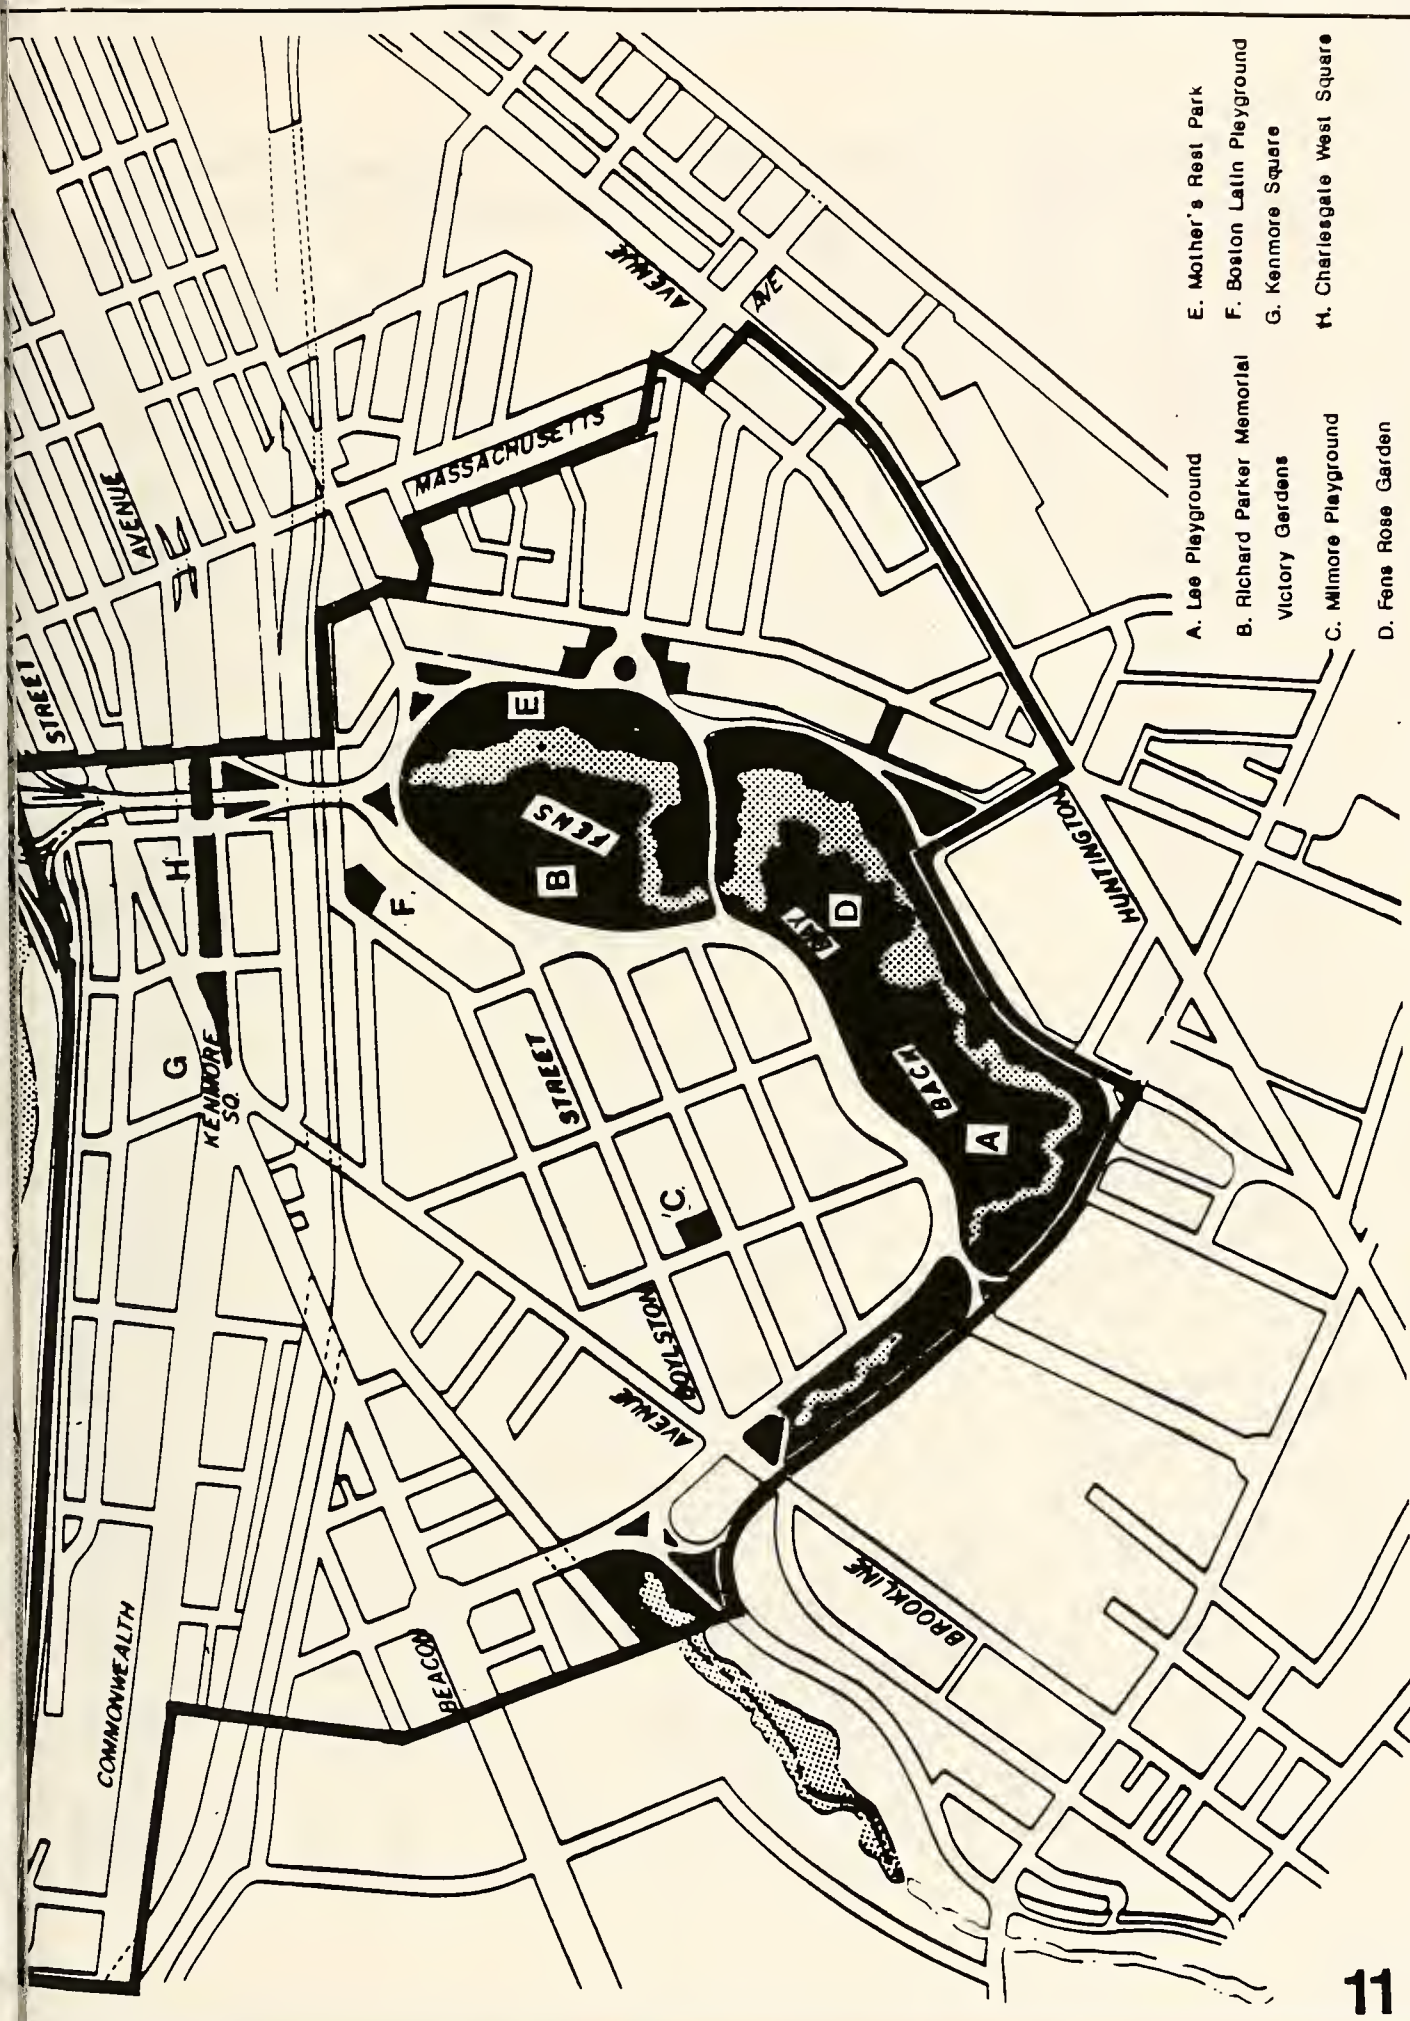 STREET
COMMONWEALTH
AVENUE
G
H
KENMORE
SQ.
F
BEACON
MASSACHUSETTS
E
STREET
B
FENS
AVENUE
AVENUE
BOYLSTON
C
AVE
BAY
D
BROOKLINE
BACK
A
HUNTINGTON
A. Lee Playground
B. Richard Parker Memorial
Victory Gardens
C. Milmore Playground
D. Fens Rose Garden
E. Mother's Rest Park
F. Boston Latin Playground
G. Kenmore Square
H. Charlesgate West Square
11